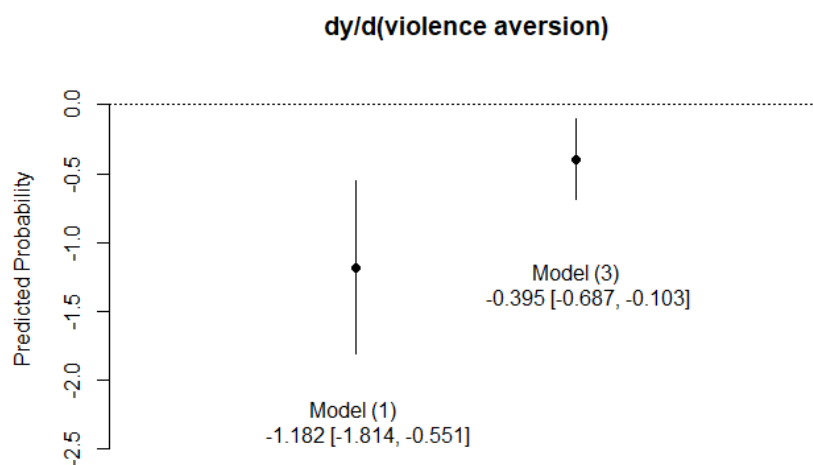 dy/d(violence aversion)
Predicted Probability
0.0
-0.5
-1.0
-1.5
-2.0
-2.5
Model (3)
-0.395 [-0.687, -0.103]
Model (1)
-1.182 [-1.814, -0.551]